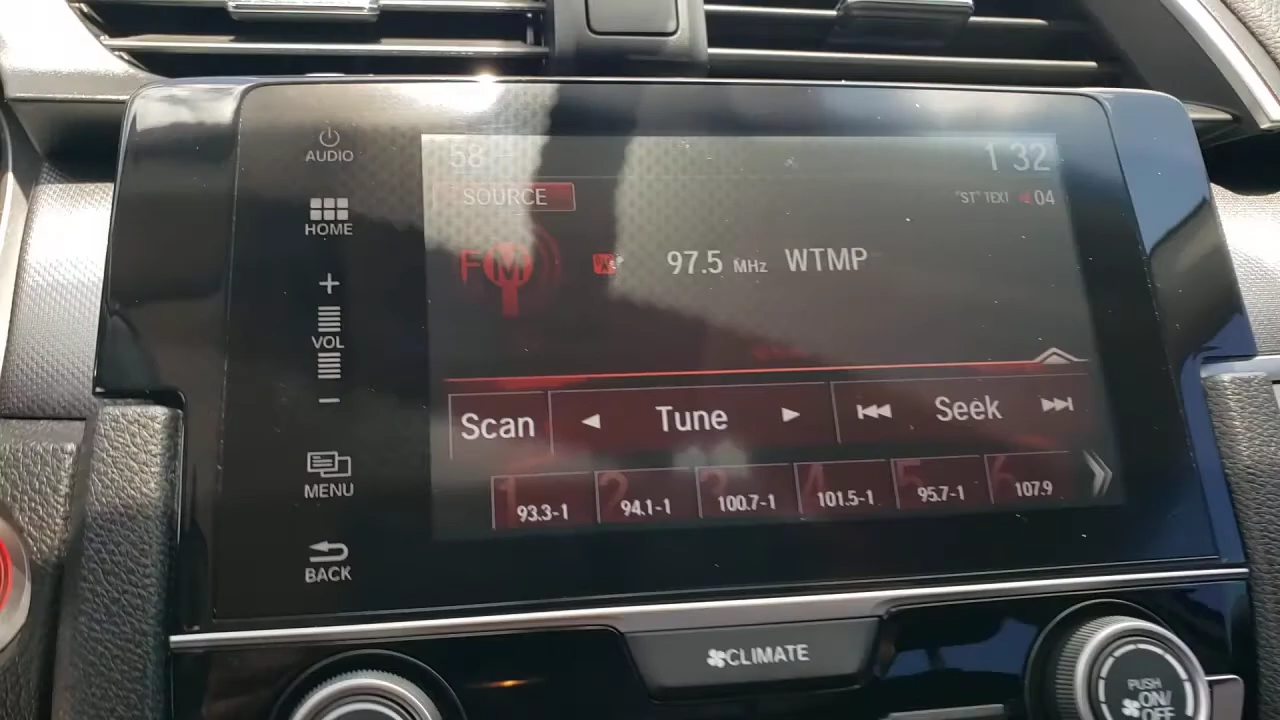 AUDIO
HOME
+
VOL
−
MENU
BACK
58
1 32
SOURCE
"ST" TEXT 04
FM
97.5 MHz WTMP
Scan
Tune
Seek
1 93.3-1
2 94.1-1
3 100.7-1
4 101.5-1
5 95.7-1
6 107.9
CLIMATE
PUSH
ON/
OFF